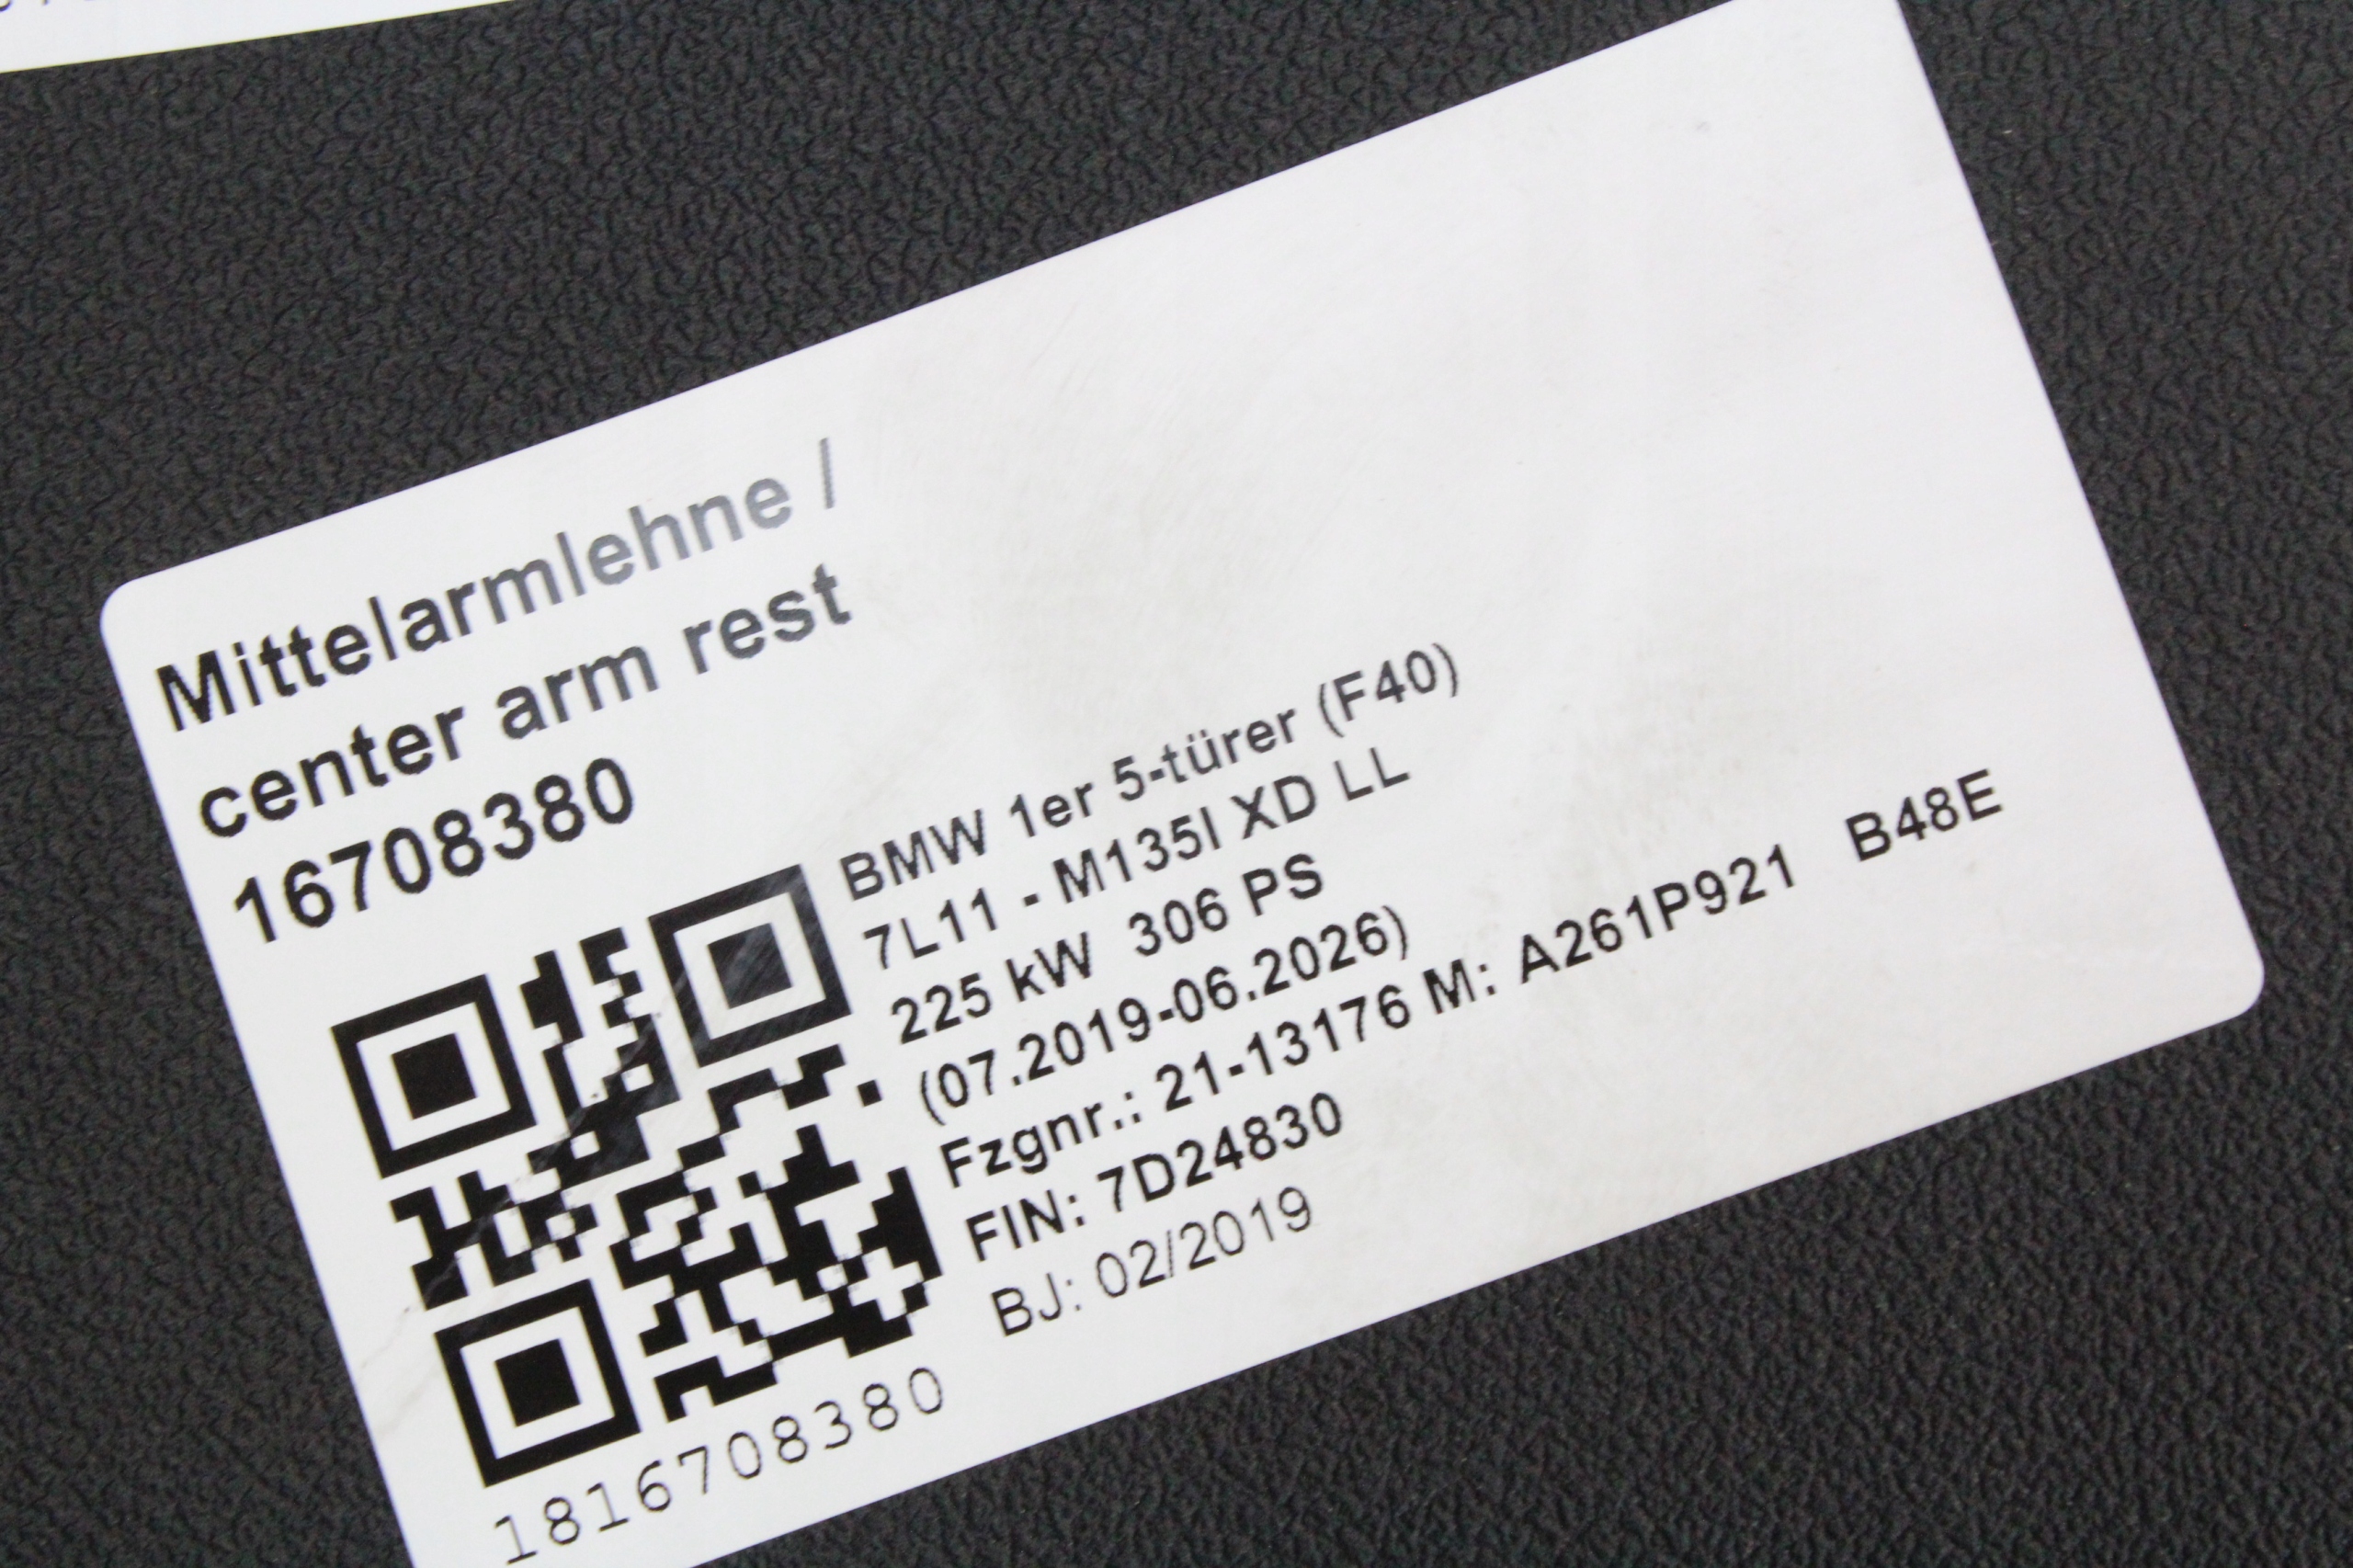 Mittelarmlehne /
center arm rest
16708380
BMW 1er 5-türer (F40)
7L11 - M135I XD LL
225 kW 306 PS
(07.2019-06.2026)
Fzgnr.: 21-13176 M: A261P921 B48E
FIN: 7D24830
BJ: 02/2019
1816708380